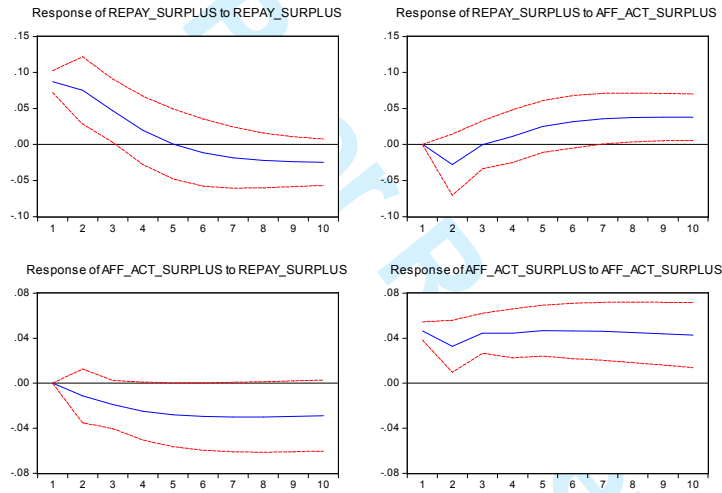 Response of REPAY_SURPLUS to REPAY_SURPLUS
.15
.10
.05
.00
-.05
-.10
1 2 3 4 5 6 7 8 9 10
Response of REPAY_SURPLUS to AFF_ACT_SURPLUS
.15
.10
.05
.00
-.05
-.10
1 2 3 4 5 6 7 8 9 10
Response of AFF_ACT_SURPLUS to REPAY_SURPLUS
.08
.04
.00
-.04
-.08
1 2 3 4 5 6 7 8 9 10
Response of AFF_ACT_SURPLUS to AFF_ACT_SURPLUS
.08
.04
.00
-.04
-.08
1 2 3 4 5 6 7 8 9 10